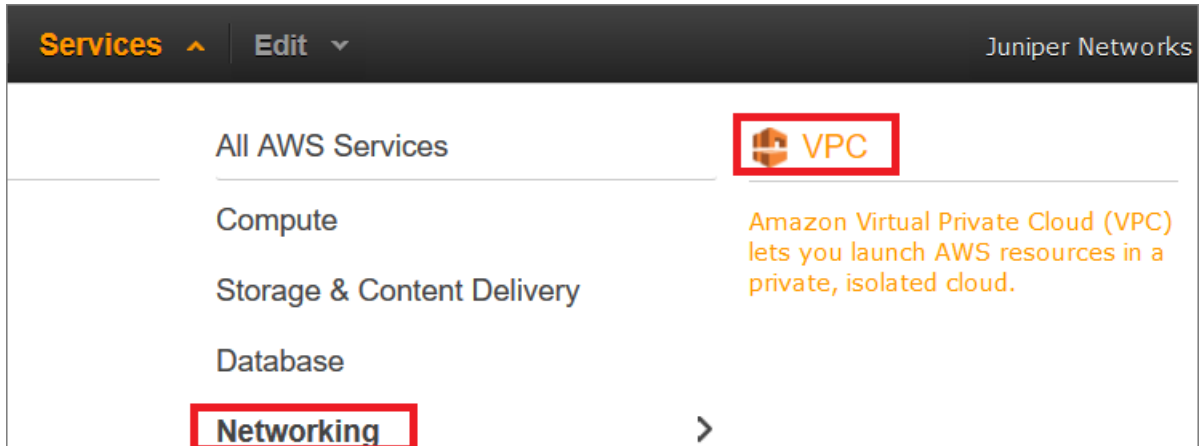 Services Edit Juniper Networks
All AWS Services
VPC
Compute
Amazon Virtual Private Cloud (VPC)
lets you launch AWS resources in a
private, isolated cloud.
Storage & Content Delivery
Database
Networking